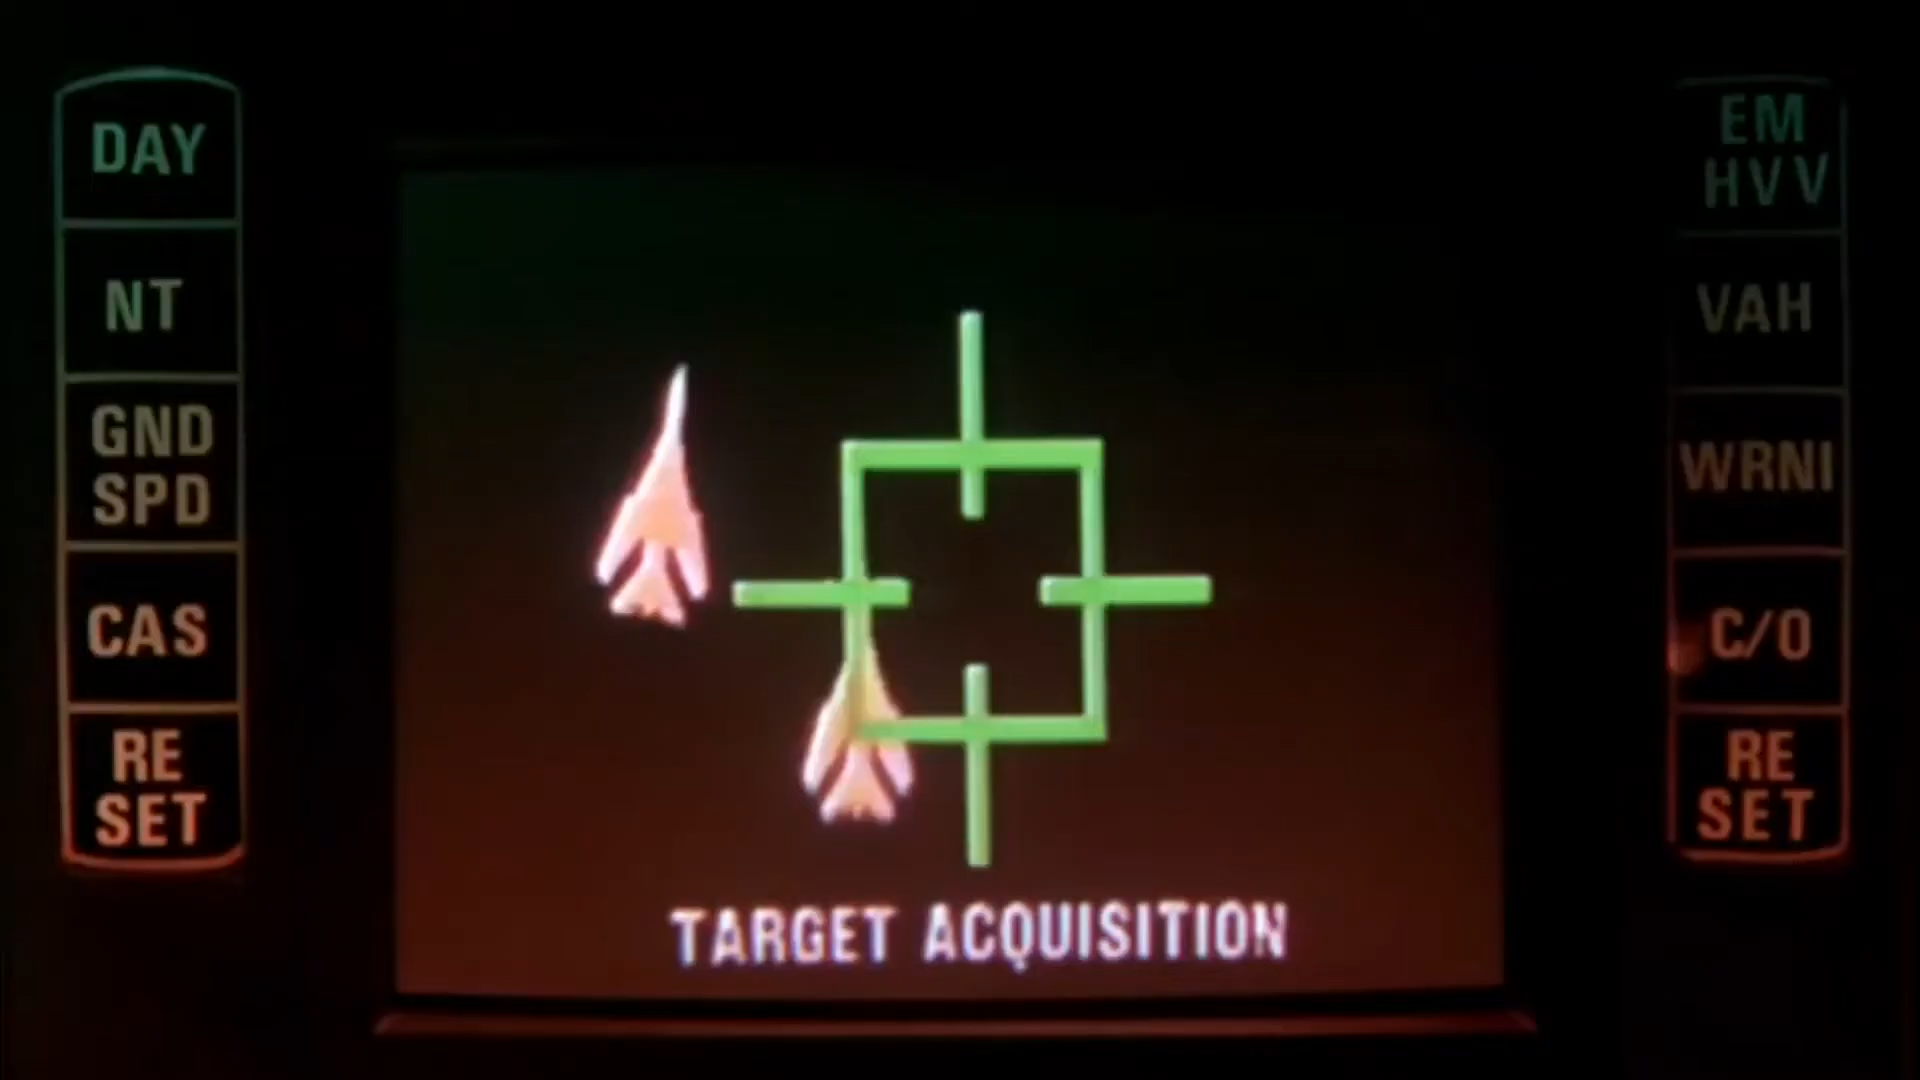 DAY
NT
GND
SPD
CAS
RE
SET
EM
HVV
VAH
WRNI
C/O
RE
SET
TARGET ACQUISITION